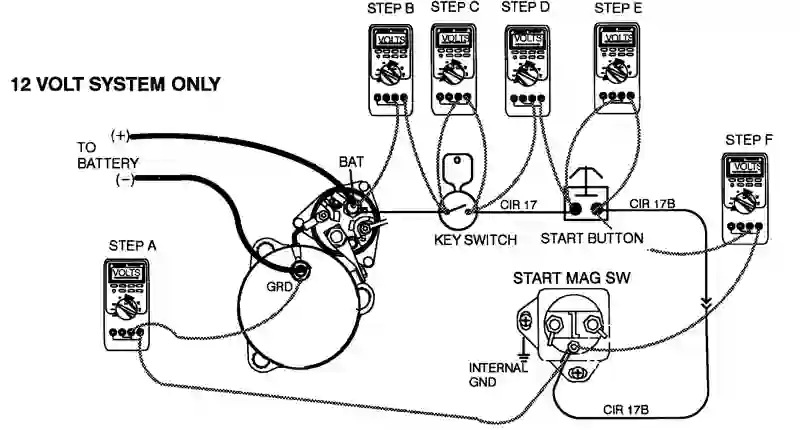 STEP B
STEP C
STEP D
STEP E
VOLTS
VOLTS
VOLTS
VOLTS
12 VOLT SYSTEM ONLY
(+)
TO
BATTERY
(−)
BAT
STEP F
VOLTS
CIR 17
CIR 17B
KEY SWITCH
START BUTTON
STEP A
VOLTS
GRD
START MAG SW
INTERNAL
GND
CIR 17B